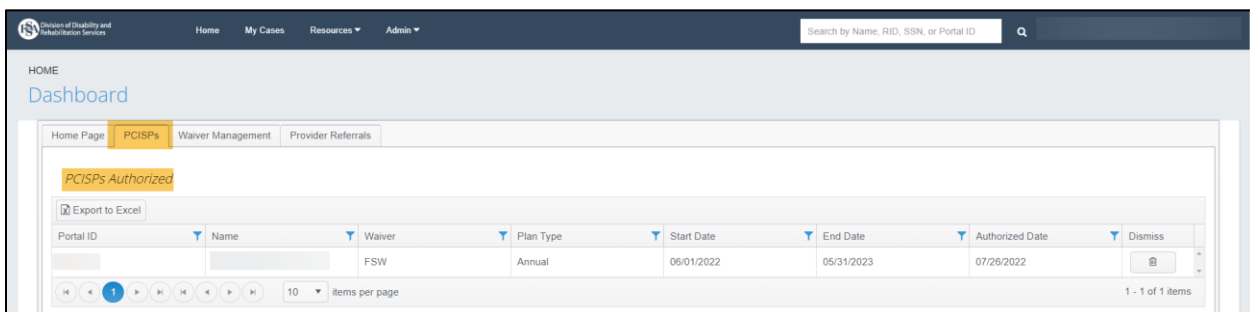 Division of Disability and
Rehabilitation Services
Home My Cases Resources Admin
Search by Name, RID, SSN, or Portal ID
HOME
Dashboard
Home Page PCISPs Waiver Management Provider Referrals
PCISPs Authorized
Export to Excel
Portal ID Name Waiver Plan Type Start Date End Date Authorized Date Dismiss
FSW Annual 06/01/2022 05/31/2023 07/26/2022
1 10 items per page 1 - 1 of 1 items